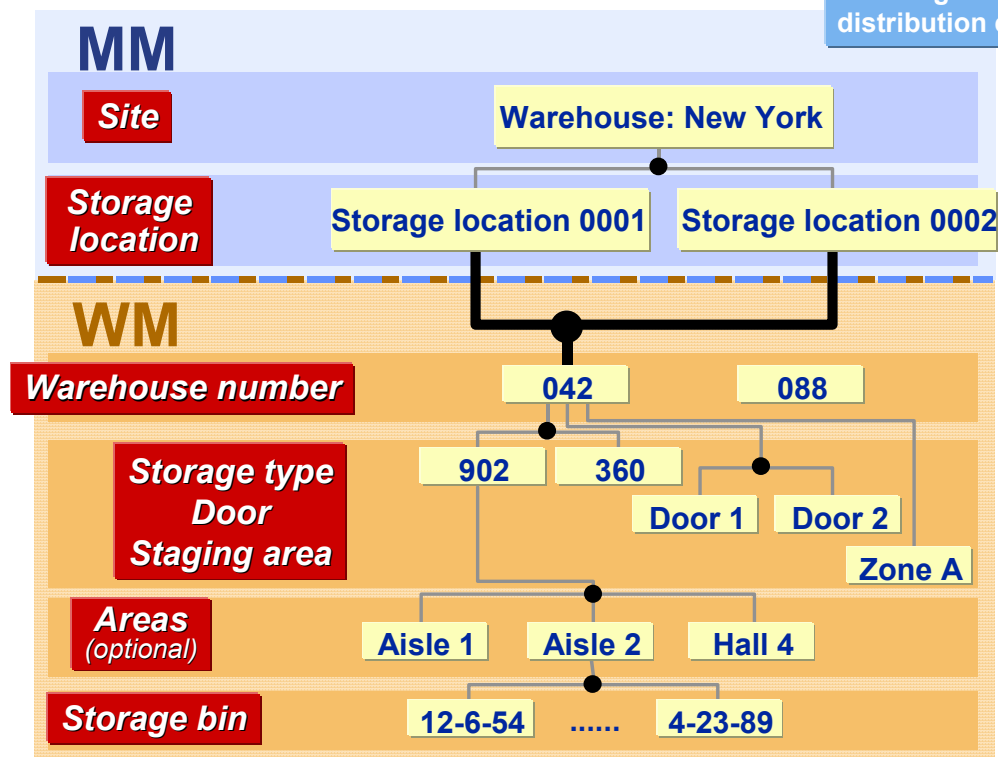 distribution
MM
Site
Warehouse: New York
Storage
location
Storage location 0001
Storage location 0002
WM
Warehouse number
042
088
Storage type
Door
Staging area
902
360
Door 1
Door 2
Zone A
Areas
(optional)
Aisle 1
Aisle 2
Hall 4
Storage bin
12-6-54
......
4-23-89